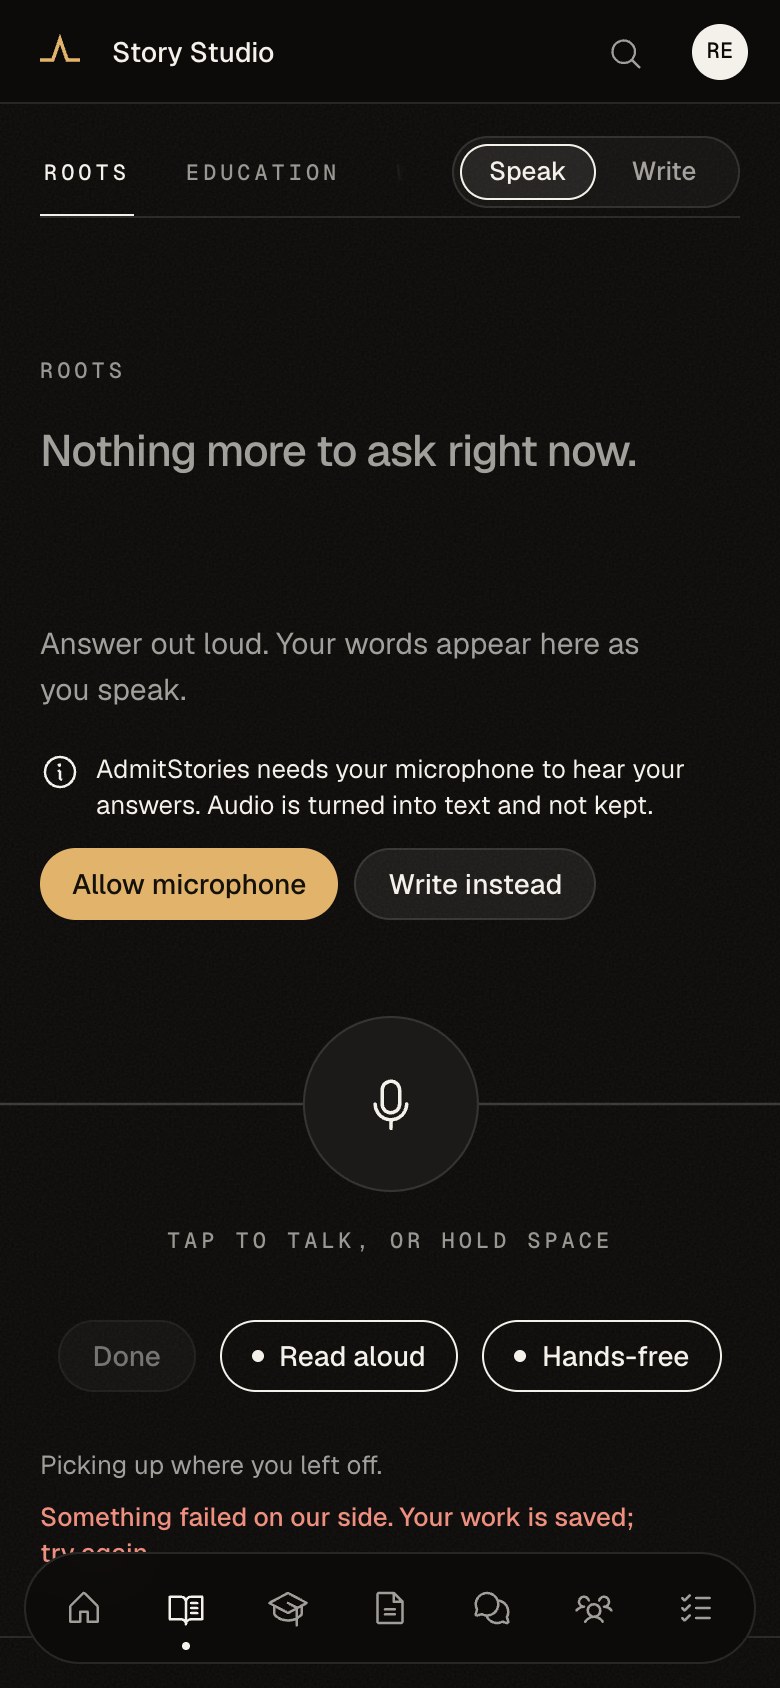 Story Studio
RE
ROOTS
EDUCATION
Speak
Write
ROOTS
Nothing more to ask right now.
Answer out loud. Your words appear here as
you speak.
AdmitStories needs your microphone to hear your
answers. Audio is turned into text and not kept.
Allow microphone
Write instead
TAP TO TALK, OR HOLD SPACE
Done
Read aloud
Hands-free
Picking up where you left off.
Something failed on our side. Your work is saved;
try again.